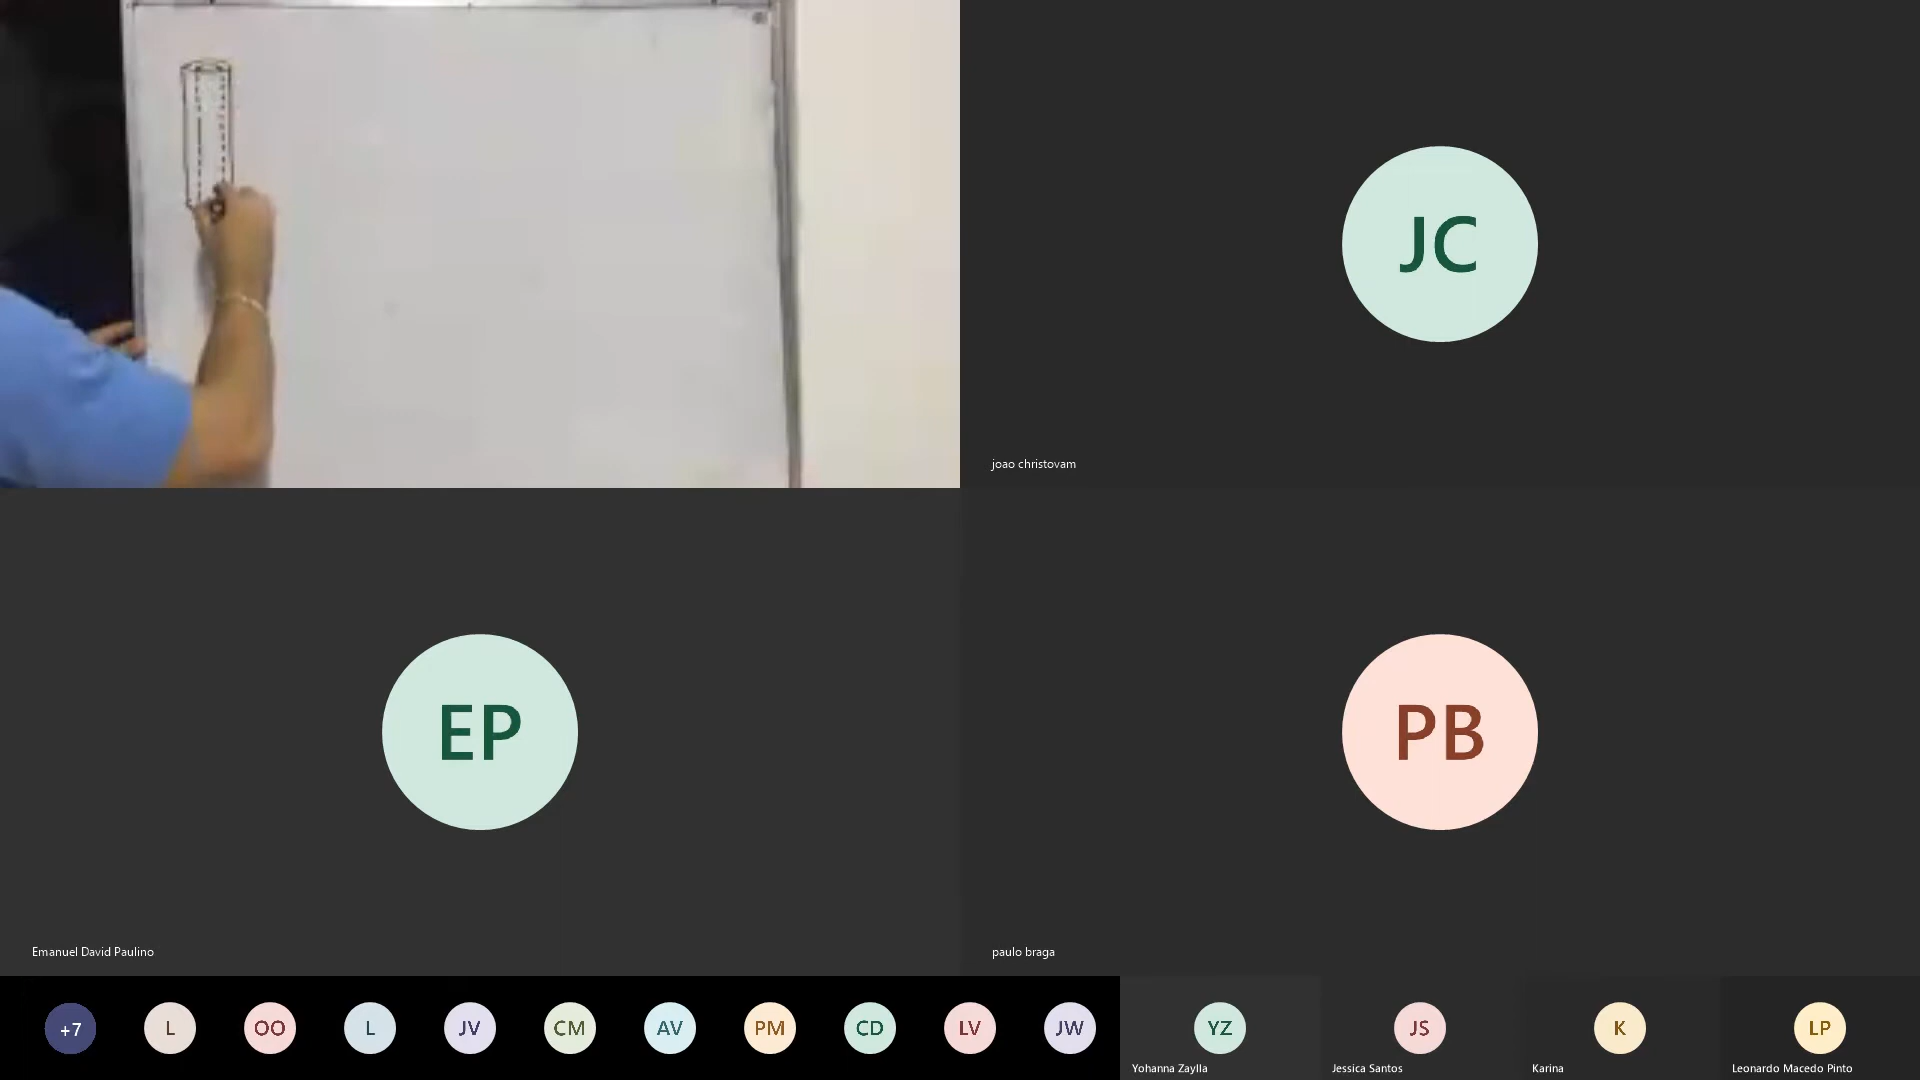 JC
joao christovam
EP
Emanuel David Paulino
PB
paulo braga
+7
L
OO
L
JV
CM
AV
PM
CD
LV
JW
YZ
Yohanna Zaylla
JS
Jessica Santos
K
Karina
LP
Leonardo Macedo Pinto